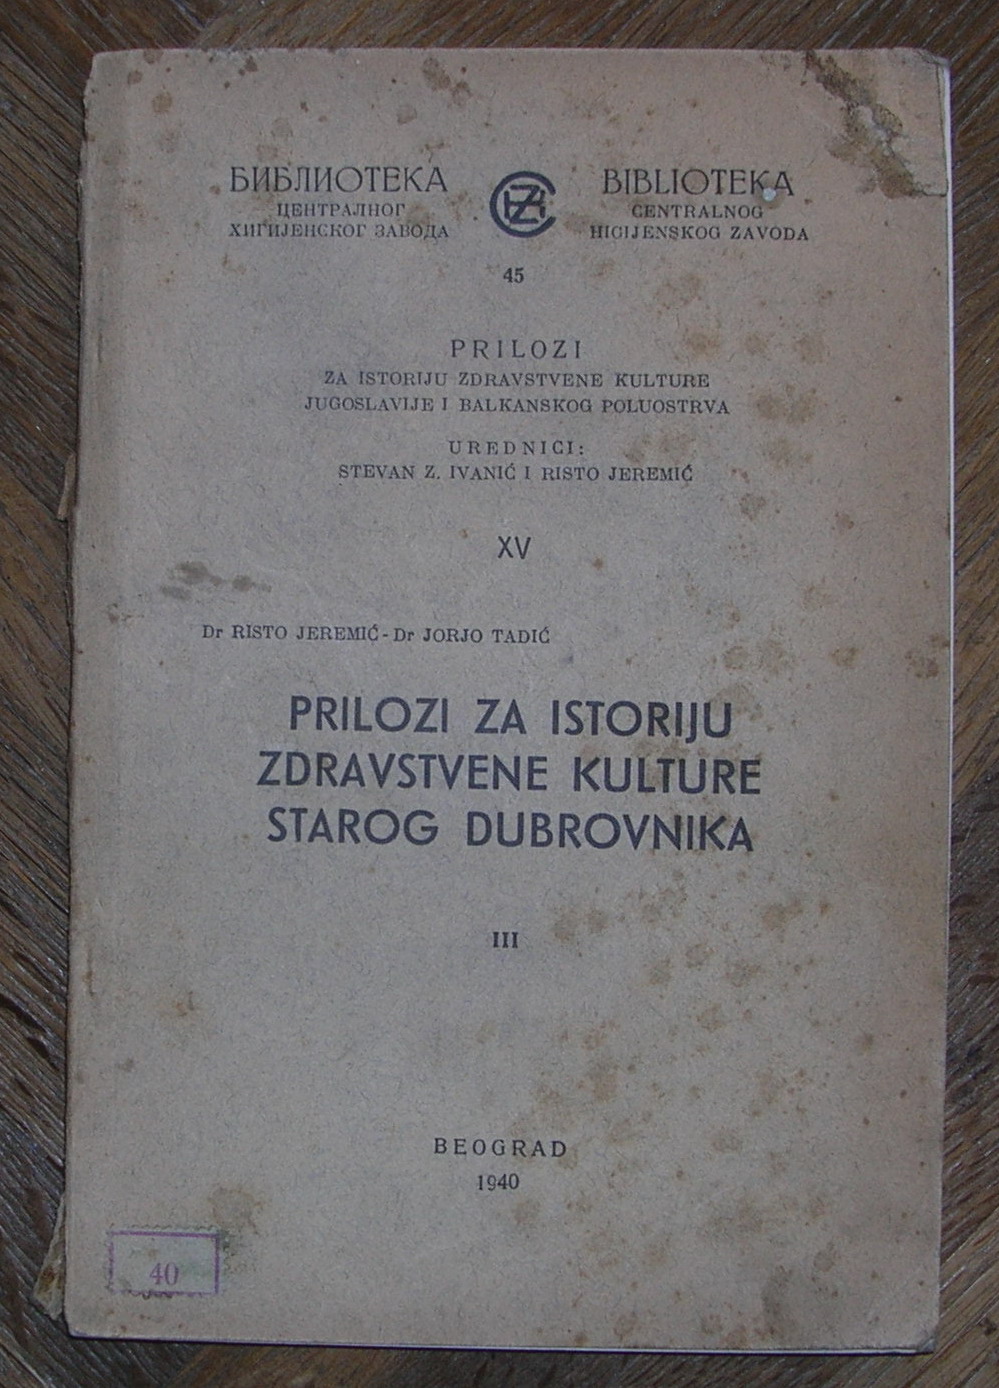 БИБЛИОТЕКА
ЦЕНТРАЛНОГ
ХИГИЈЕНСКОГ ЗАВОДА
CHZ
BIBLIOTEKA
CENTRALNOG
HIGIJENSKOG ZAVODA
45
PRILOZI
ZA ISTORIJU ZDRAVSTVENE KULTURE
JUGOSLAVIJE I BALKANSKOG POLUOSTRVA
UREDNICI:
STEVAN Z. IVANIĆ I RISTO JEREMIĆ
XV
Dr RISTO JEREMIĆ - Dr JORJO TADIĆ
PRILOZI ZA ISTORIJU
ZDRAVSTVENE KULTURE
STAROG DUBROVNIKA
III
BEOGRAD
1940
40